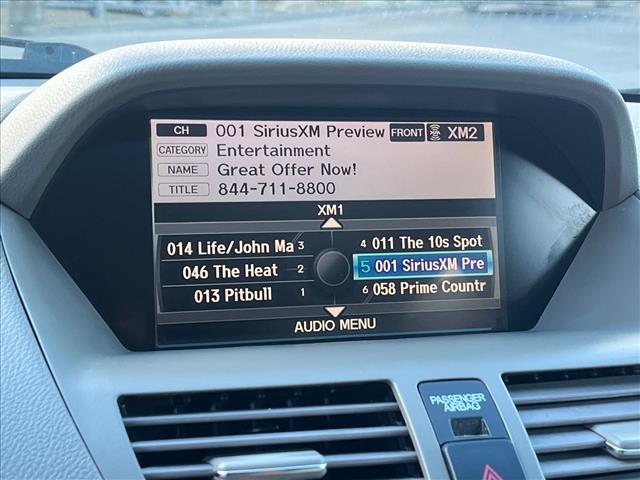 CH 001 SiriusXM Preview FRONT XM2
CATEGORY Entertainment
NAME Great Offer Now!
TITLE 844-711-8800
XM1
014 Life/John Ma 3 4 011 The 10s Spot
046 The Heat 2 5 001 SiriusXM Pre
013 Pitbull 1 6 058 Prime Countr
AUDIO MENU
PASSENGER
AIRBAG